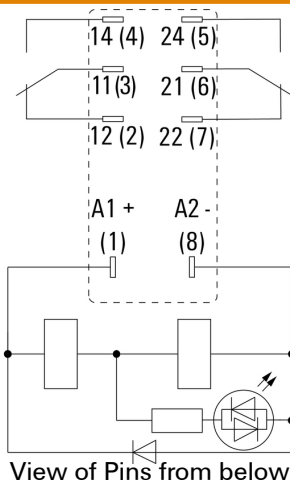 14 (4) 24 (5)
11(3) 21 (6)
12 (2) 22 (7)
A1 + A2 -
(1) (8)
View of Pins from below